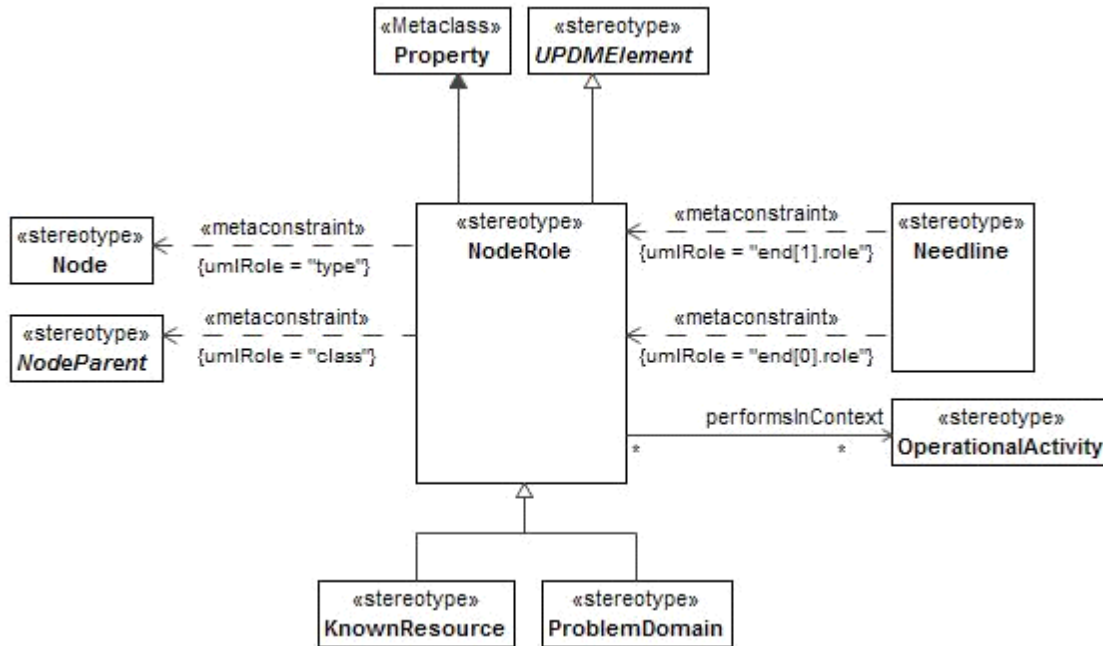 «Metaclass»
Property
«stereotype»
UPDMElement
«stereotype»
Node
«metaconstraint»
{umlRole = "type"}
«stereotype»
NodeRole
«metaconstraint»
{umlRole = "end[1].role"}
«stereotype»
Needline
«stereotype»
NodeParent
«metaconstraint»
{umlRole = "class"}
«metaconstraint»
{umlRole = "end[0].role"}
performsInContext
*
*
«stereotype»
OperationalActivity
«stereotype»
KnownResource
«stereotype»
ProblemDomain